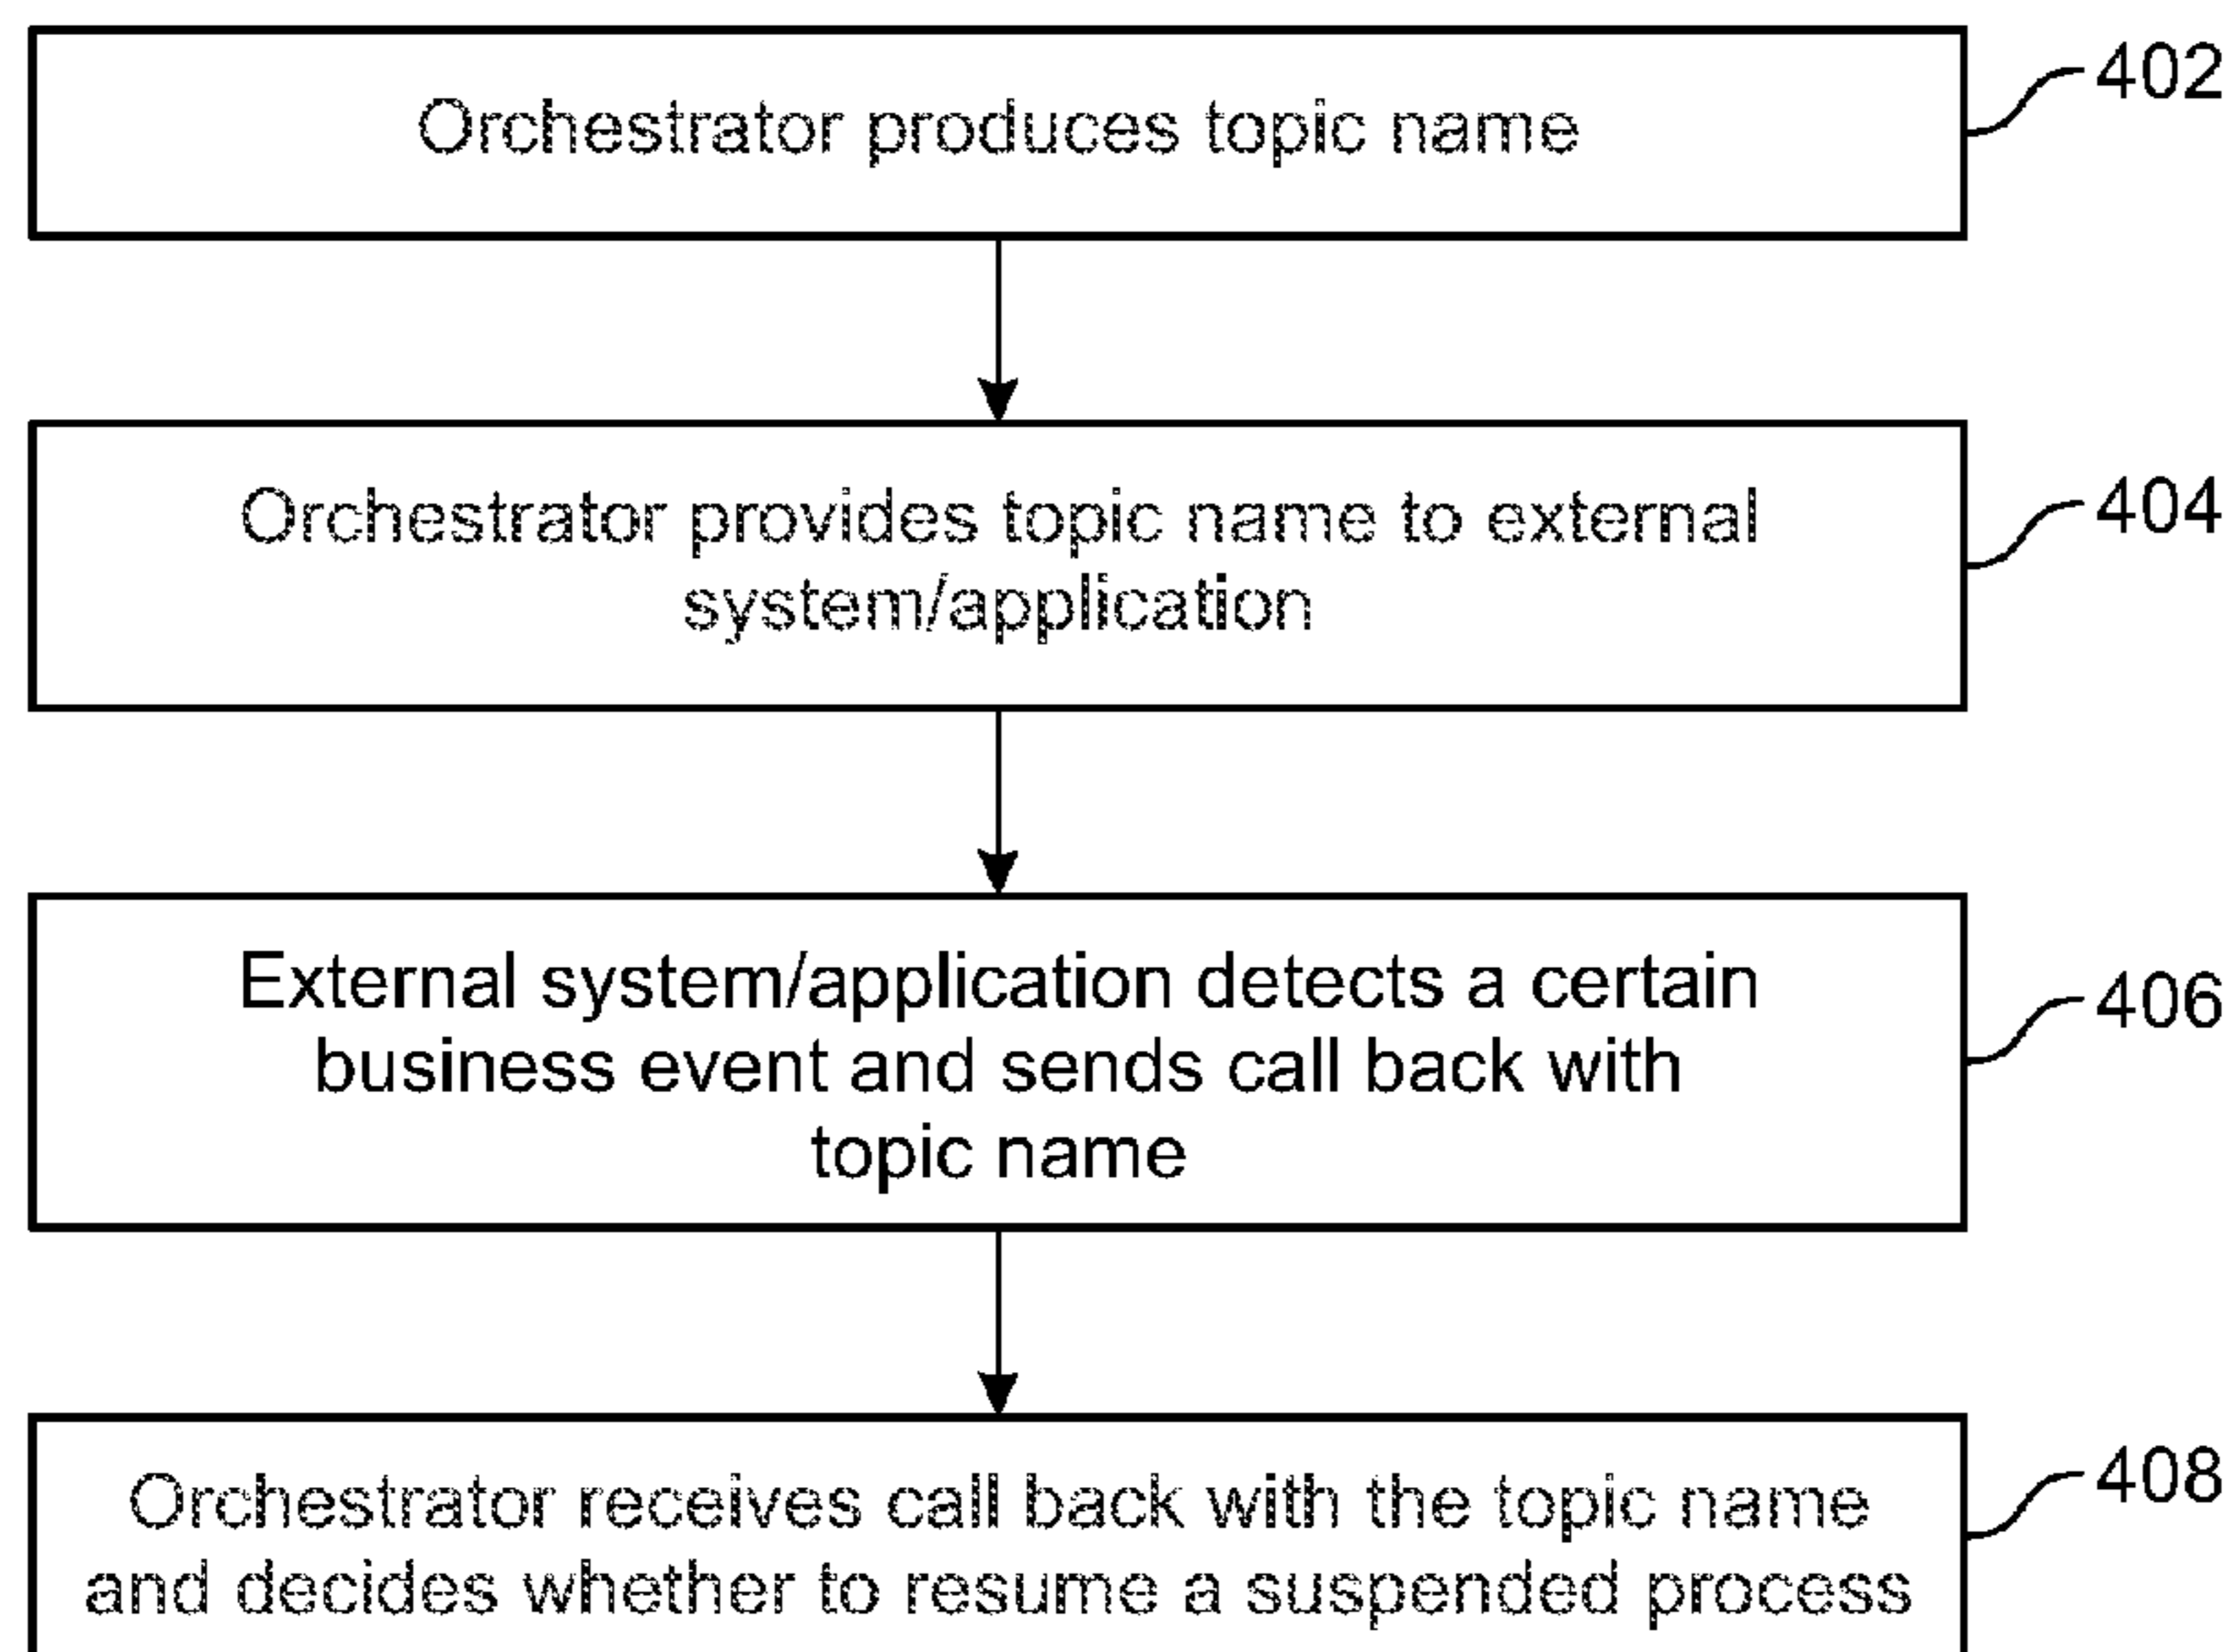 Orchestrator produces topic name
402
Orchestrator provides topic name to external
system/application
404
External system/application detects a certain
business event and sends call back with
topic name
406
Orchestrator receives call back with the topic name
and decides whether to resume a suspended process
408